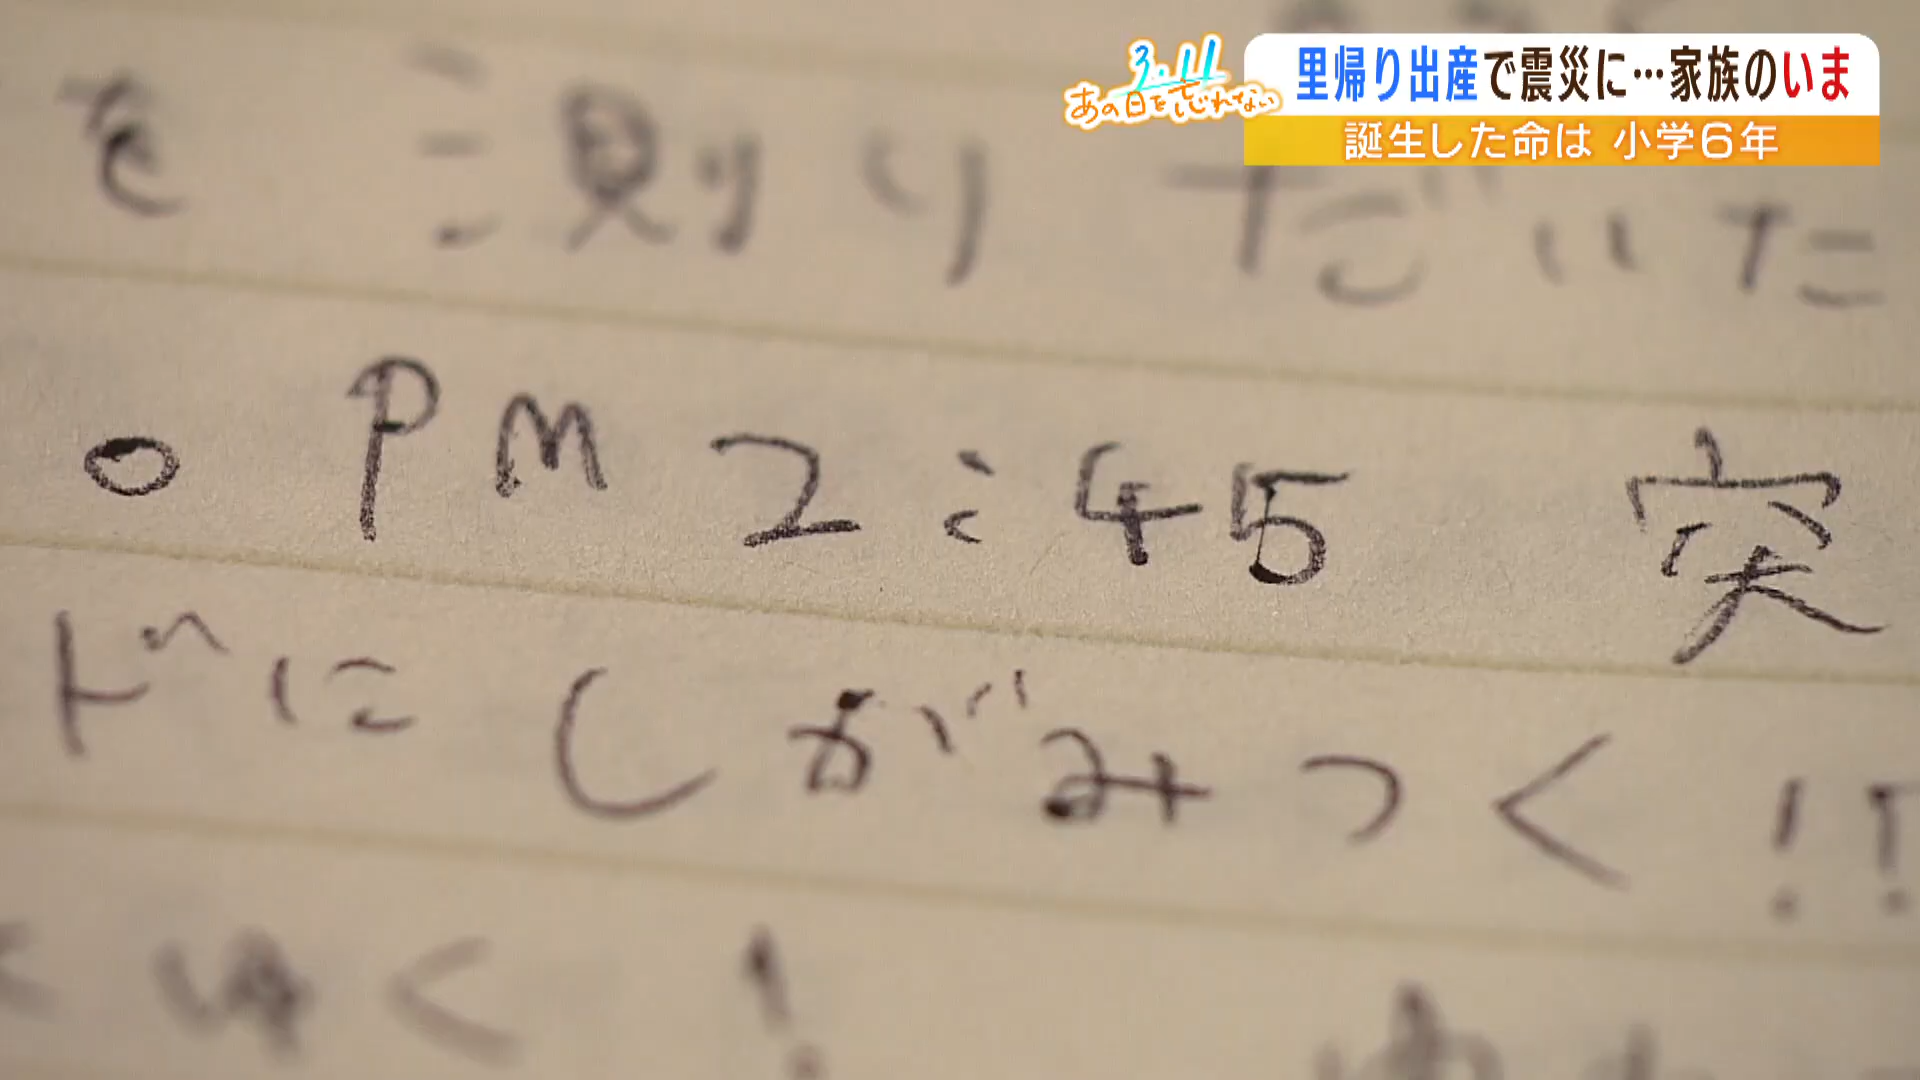 3.11
あの日を忘れない
里帰り出産で震災に…家族のいま
誕生した命は 小学6年
を 測り だいた
○ PM 2:45 突
ドにしがみつく!!
ゆく!